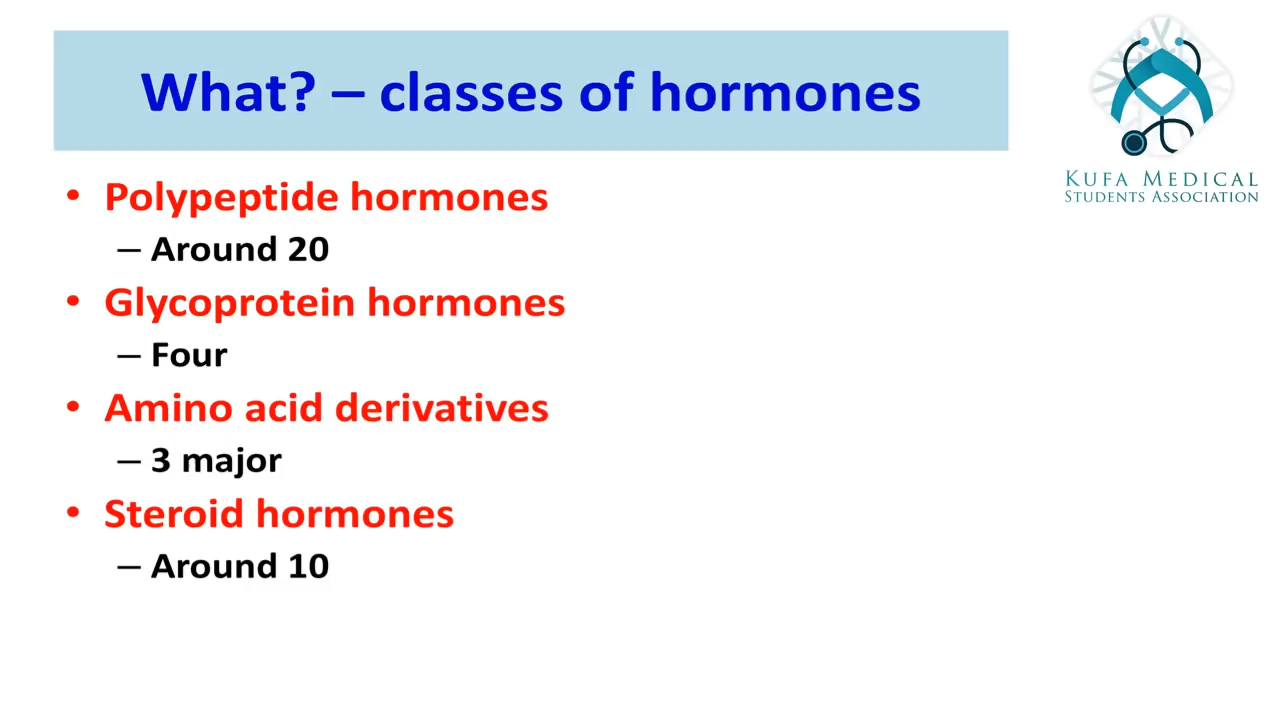 What? – classes of hormones
KUFA MEDICAL
STUDENTS ASSOCIATION
• Polypeptide hormones
– Around 20
• Glycoprotein hormones
– Four
• Amino acid derivatives
– 3 major
• Steroid hormones
– Around 10